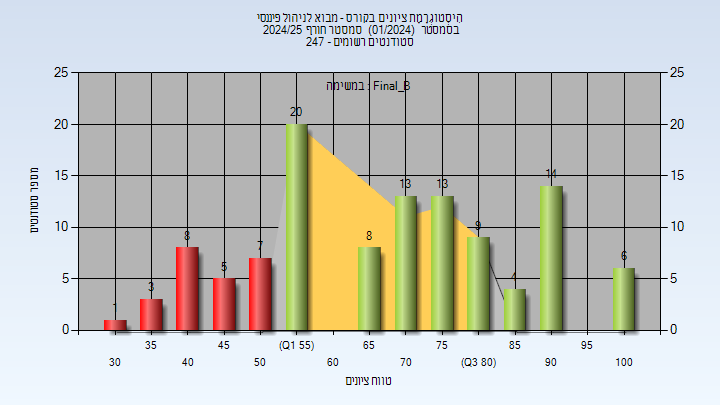 היסטוגרמת ציונים בקורס - מבוא לניהול פיננסי
בסמסטר (01/2024) סמסטר חורף 2024/25
סטודנטים רשומים - 247
במשימה : Final_B
25 25
20 20
15 15
10 10
5 5
0 0
מספר סטודנטים
1 3 8 5 7 20 8 13 13 9 4 14 6
35 45 (Q1 55) 65 75 85 95
30 40 50 60 70 (Q3 80) 90 100
טווח ציונים